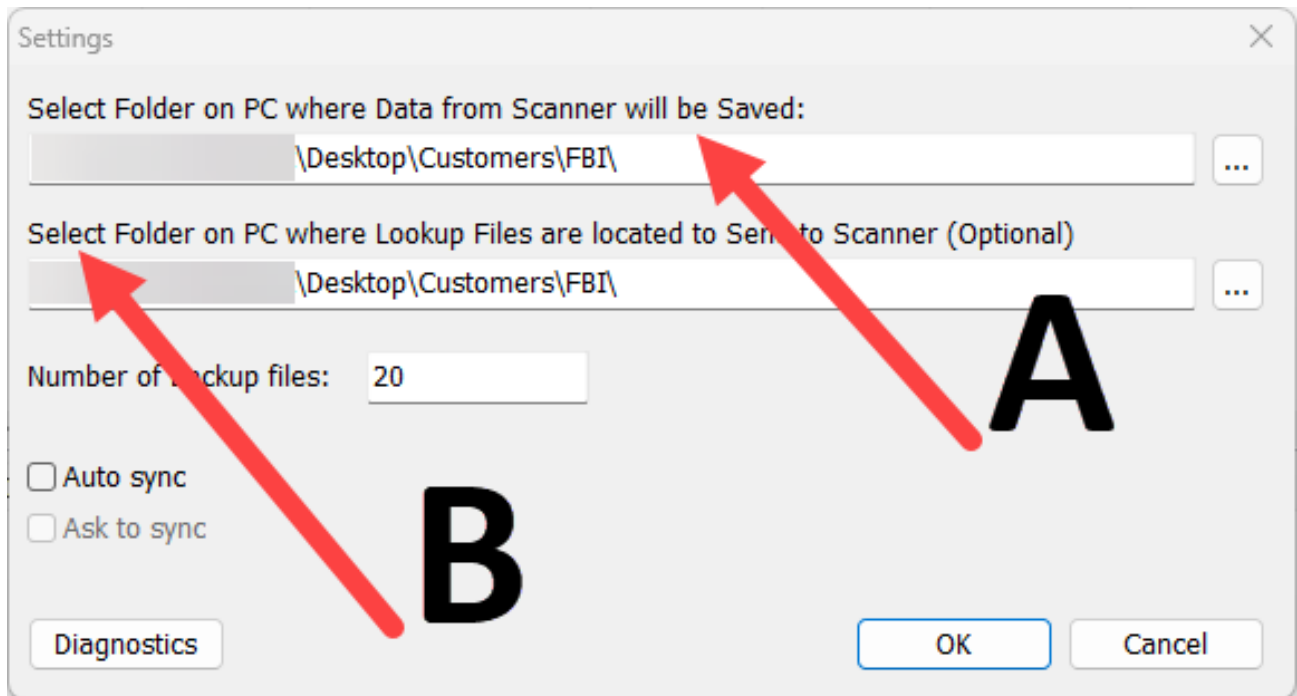 Settings
Select Folder on PC where Data from Scanner will be Saved:
\Desktop\Customers\FBI\
...
Select Folder on PC where Lookup Files are located to Send to Scanner (Optional)
\Desktop\Customers\FBI\
...
A
Number of backup files: 20
Auto sync
Ask to sync
B
Diagnostics
OK
Cancel